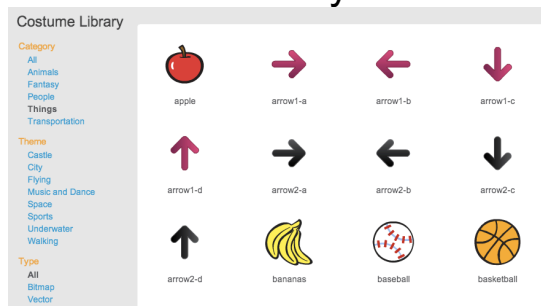 Costume Library
Category
All
Animals
Fantasy
People
Things
Transportation
Theme
Castle
City
Flying
Music and Dance
Space
Sports
Underwater
Walking
Type
All
Bitmap
Vector
apple
arrow1-a
arrow1-b
arrow1-c
arrow1-d
arrow2-a
arrow2-b
arrow2-c
arrow2-d
bananas
baseball
basketball